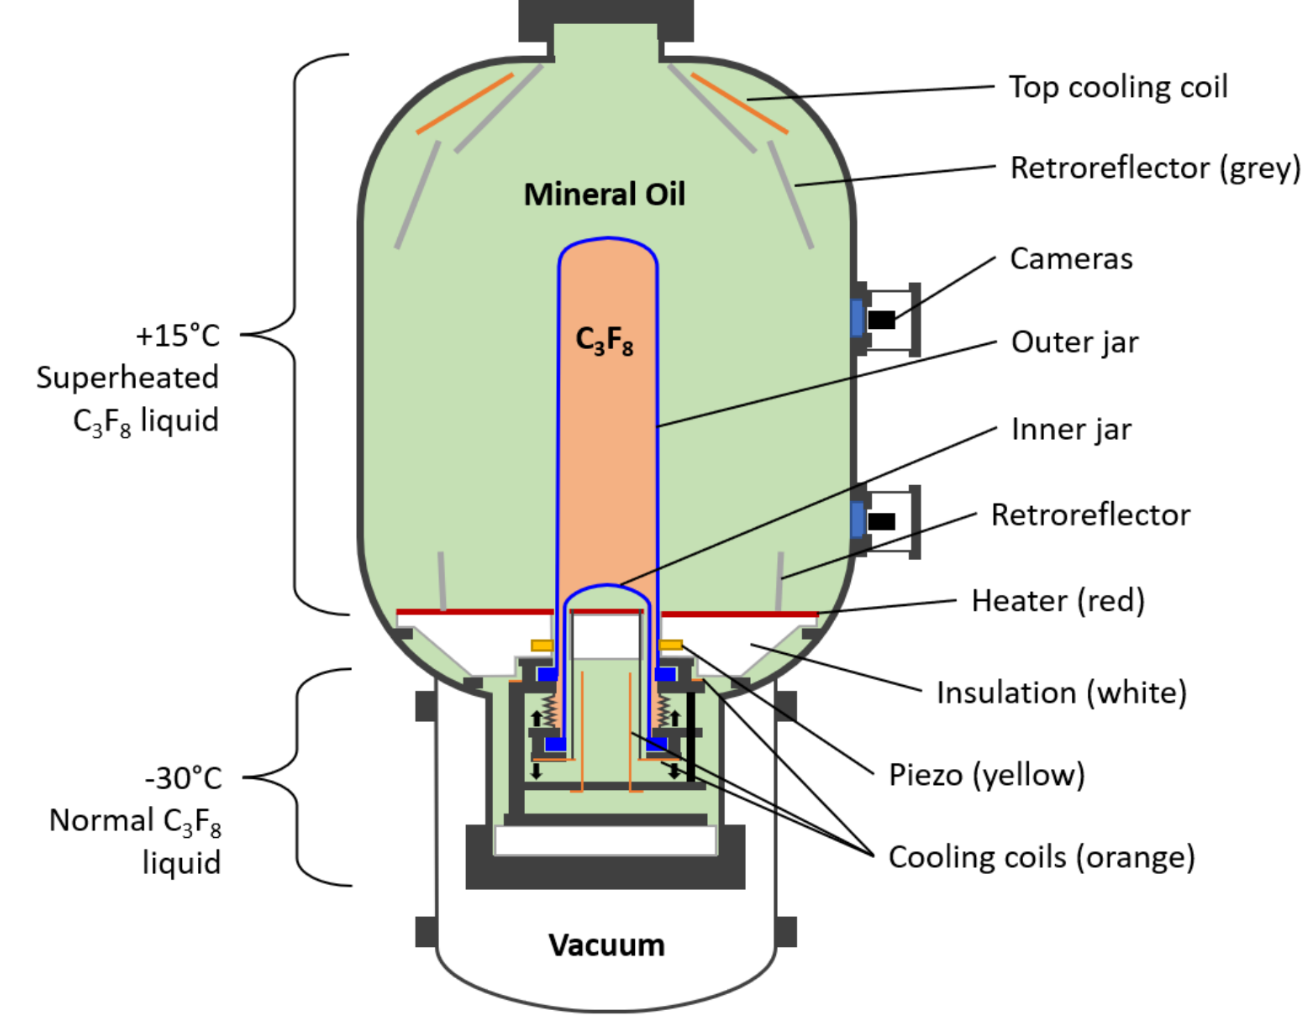 Top cooling coil
Retroreflector (grey)
Mineral Oil
Cameras
+15°C
Superheated
C₃F₈ liquid
C₃F₈
Outer jar
Inner jar
Retroreflector
Heater (red)
Insulation (white)
-30°C
Normal C₃F₈
liquid
Piezo (yellow)
Cooling coils (orange)
Vacuum